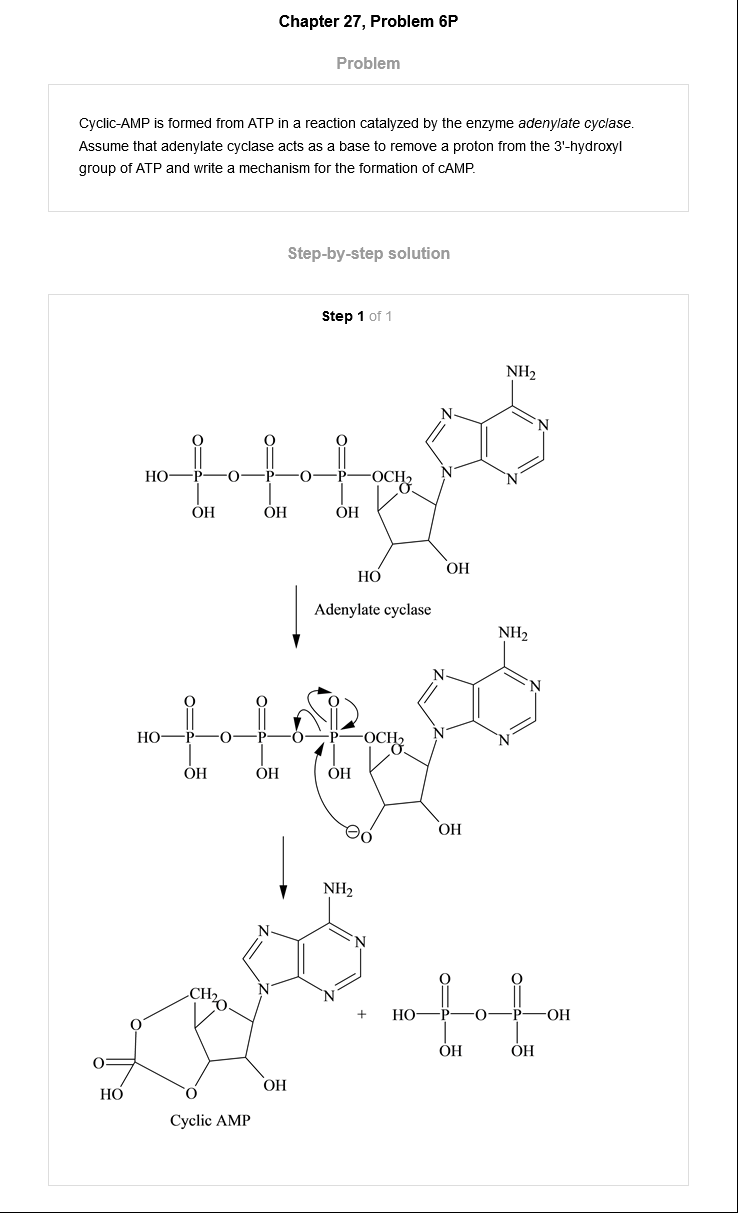 Chapter 27, Problem 6P
Problem
Cyclic-AMP is formed from ATP in a reaction catalyzed by the enzyme adenylate cyclase.
Assume that adenylate cyclase acts as a base to remove a proton from the 3'-hydroxyl
group of ATP and write a mechanism for the formation of cAMP.
Step-by-step solution
Step 1 of 1
NH2
N N
O O O
HO P O P O P OCH2 N N
O
OH OH OH
HO OH
Adenylate cyclase
NH2
N N
O O O
HO P O P O P OCH2 N N
O
OH OH OH
⊖O OH
NH2
N N
O O
CH2 O N N
O + HO P O P OH
O OH OH
HO O OH
Cyclic AMP